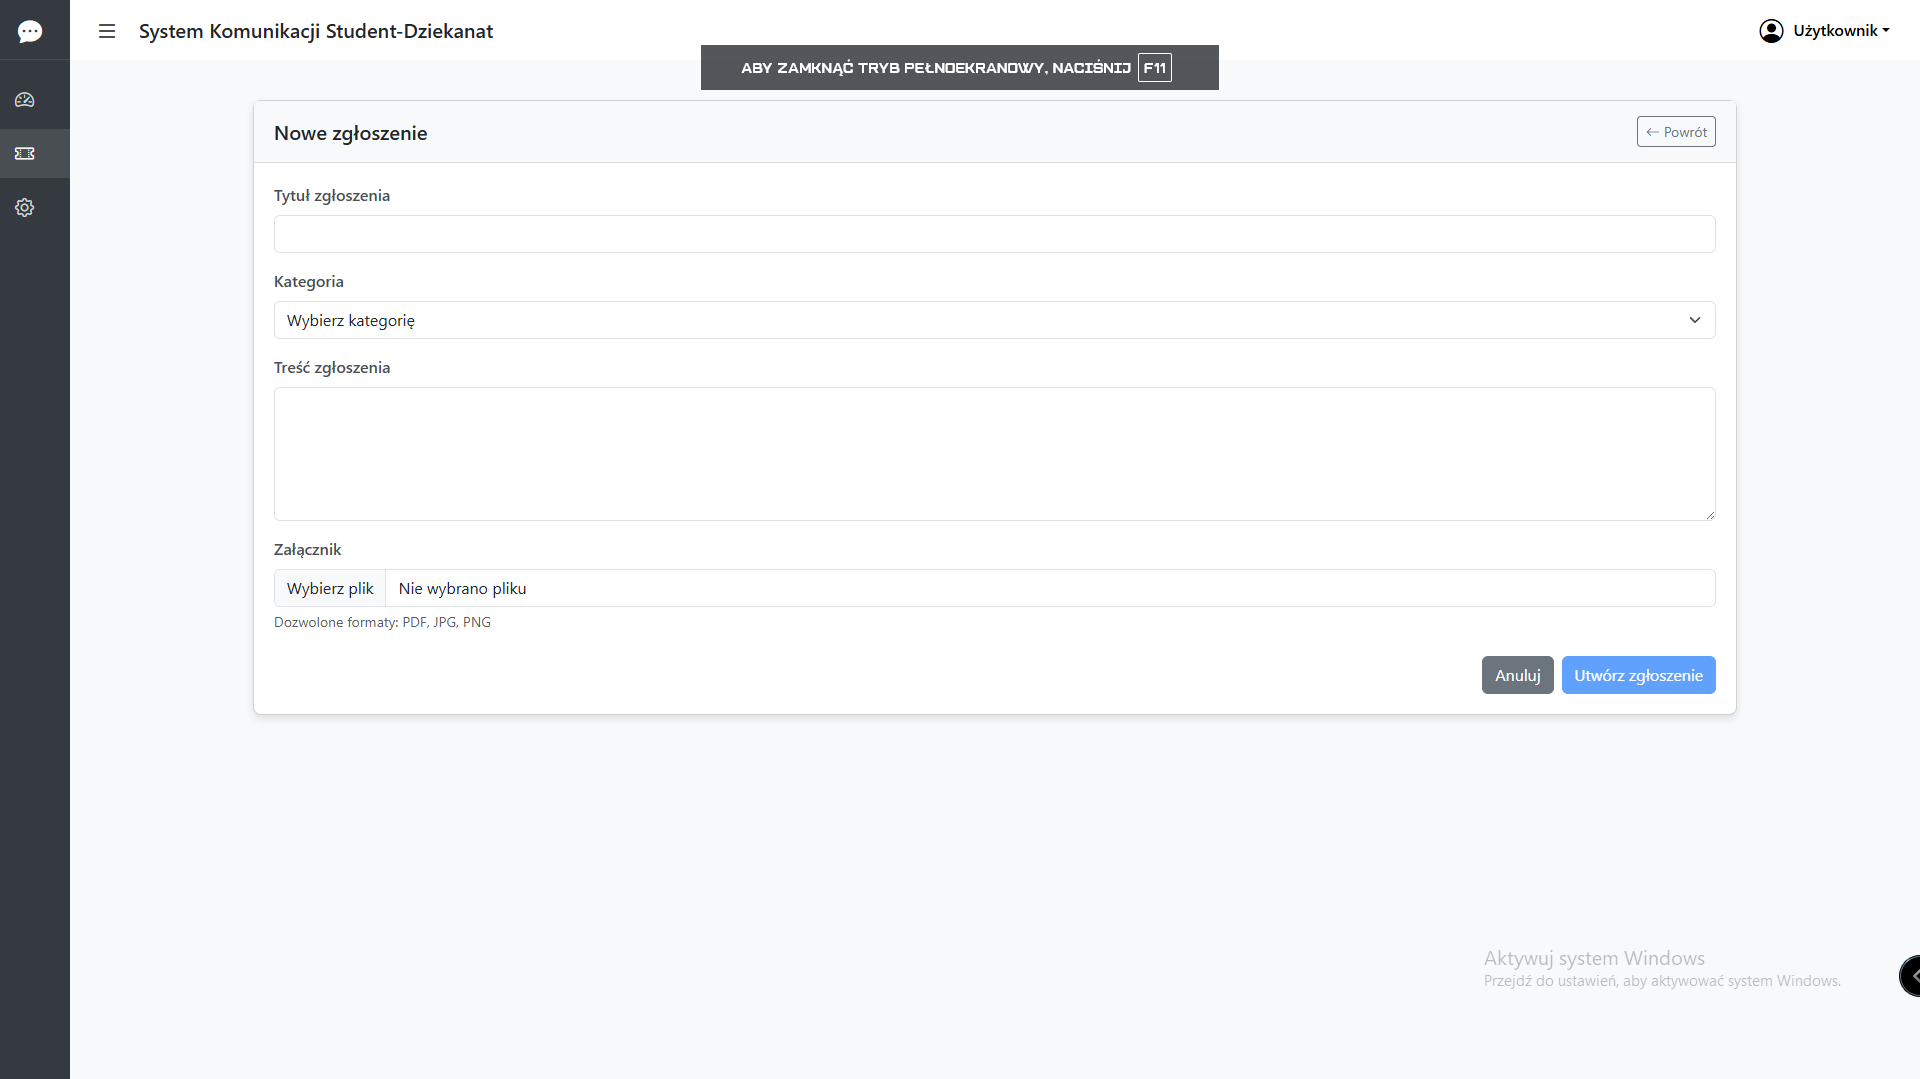 System Komunikacji Student-Dziekanat
Użytkownik
ABY ZAMKNĄĆ TRYB PEŁNOEKRANOWY, NACIŚNIJ F11
Nowe zgłoszenie
Powrót
Tytuł zgłoszenia
Kategoria
Wybierz kategorię
Treść zgłoszenia
Załącznik
Wybierz plik Nie wybrano pliku
Dozwolone formaty: PDF, JPG, PNG
Anuluj Utwórz zgłoszenie
Aktywuj system Windows
Przejdź do ustawień, aby aktywować system Windows.